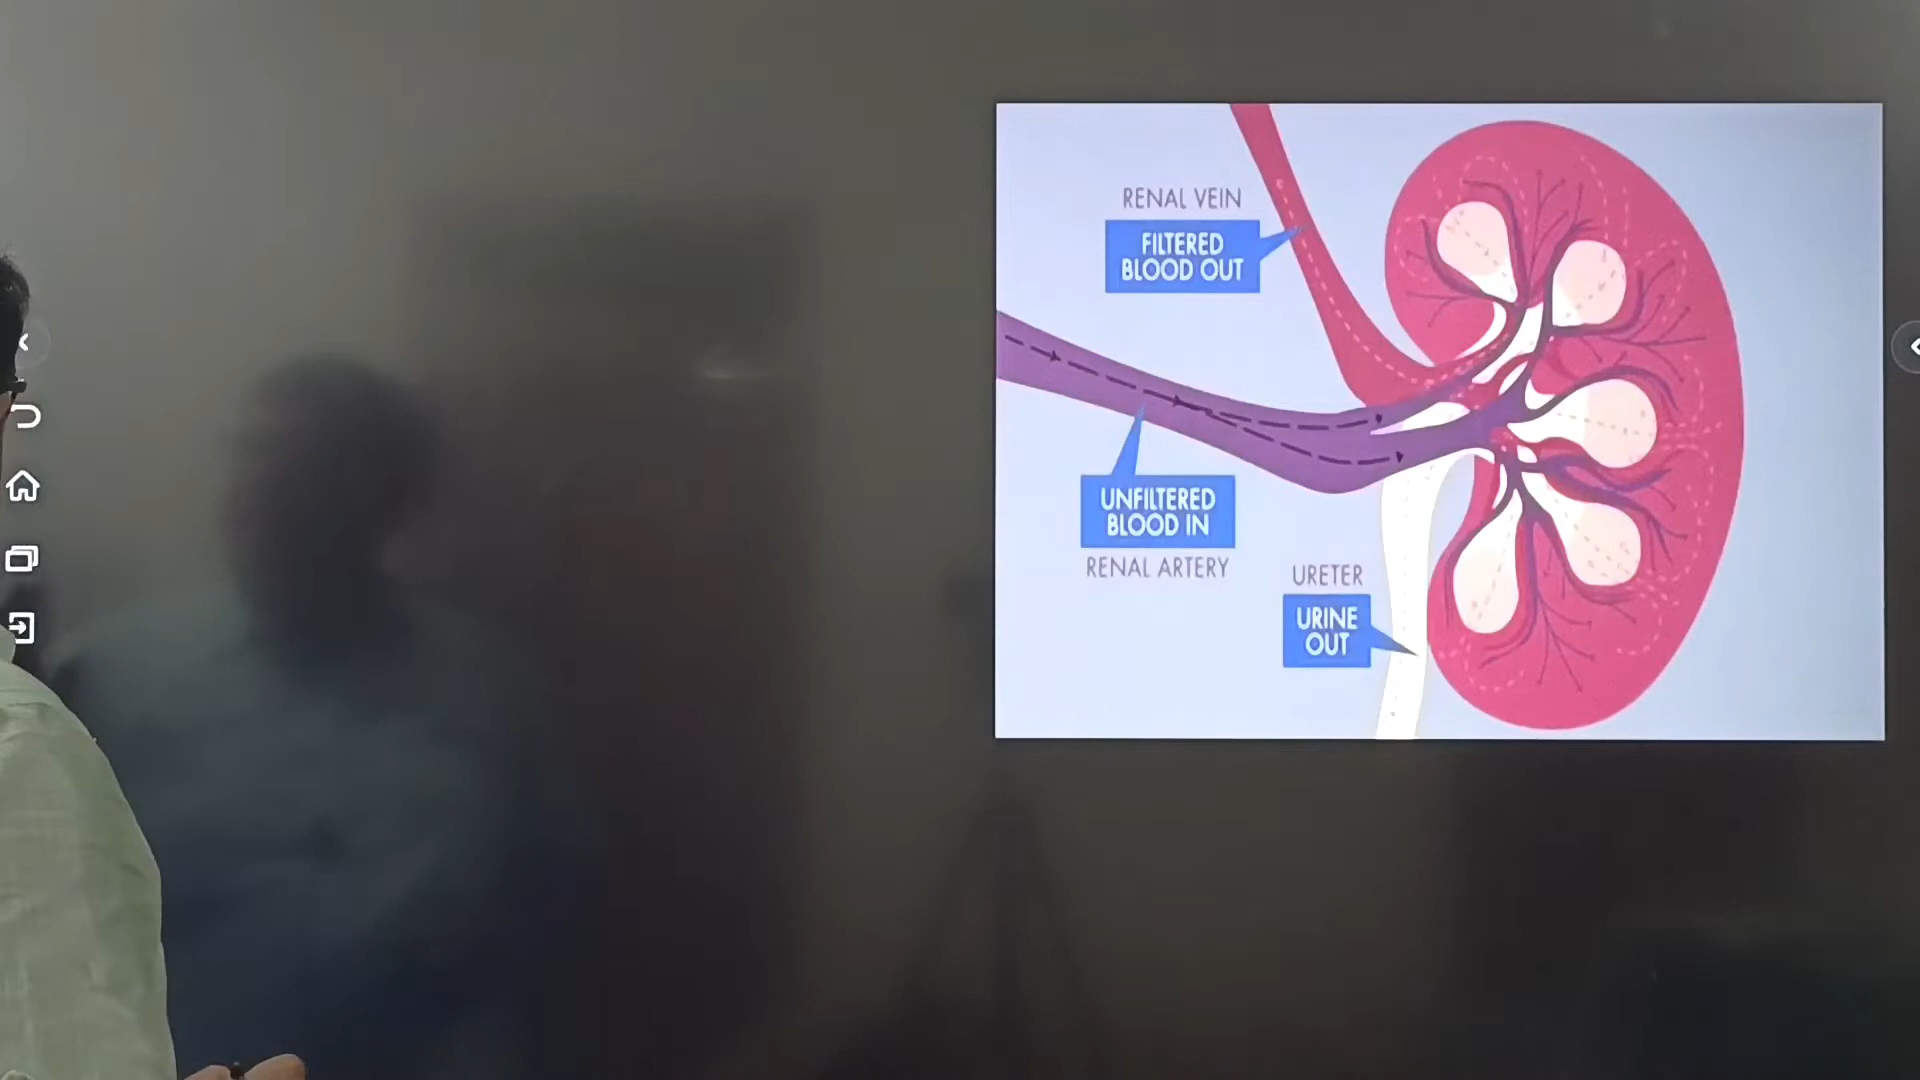 RENAL VEIN
FILTERED
BLOOD OUT
UNFILTERED
BLOOD IN
RENAL ARTERY
URETER
URINE
OUT